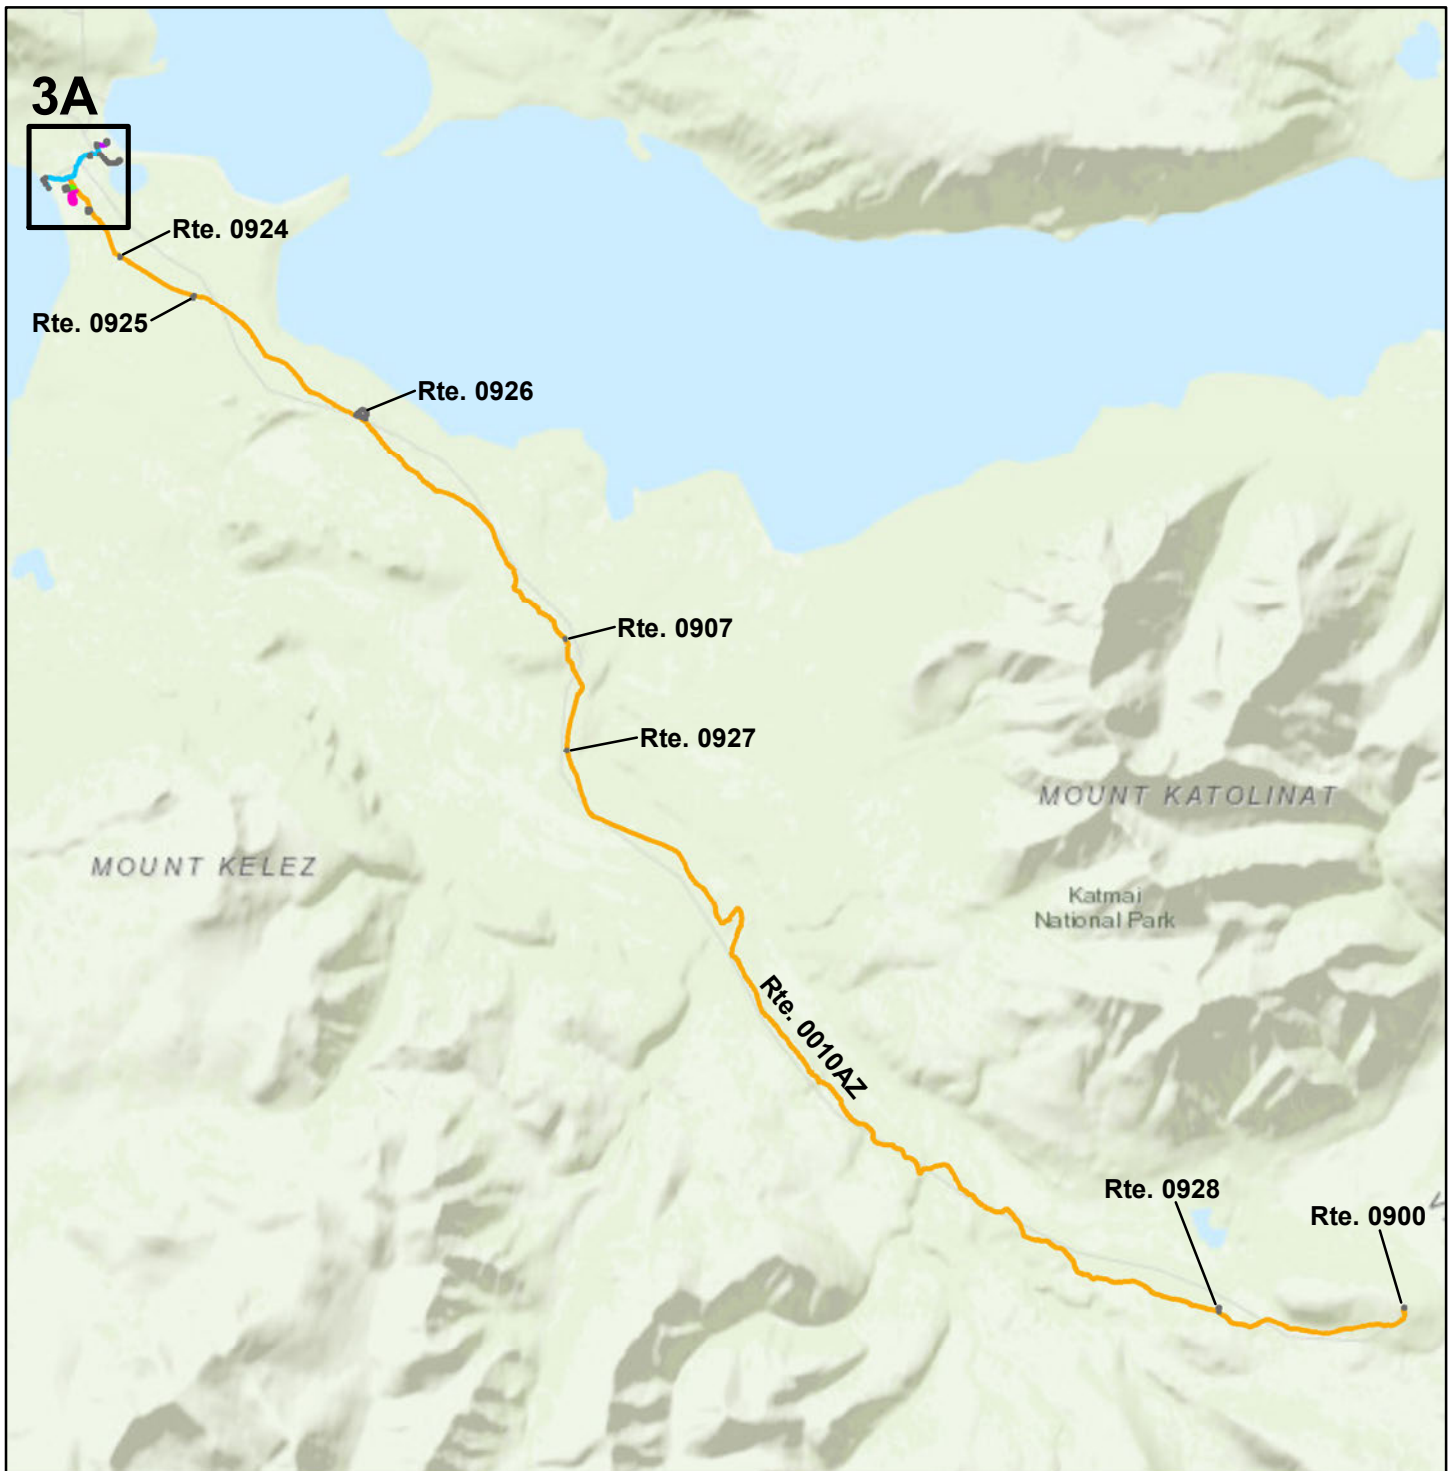 3A
Rte. 0924
Rte. 0925
Rte. 0926
Rte. 0907
Rte. 0927
MOUNT KATOLINAT
MOUNT KELEZ
Katmai
National Park
Rte. 0010AZ
Rte. 0928
Rte. 0900